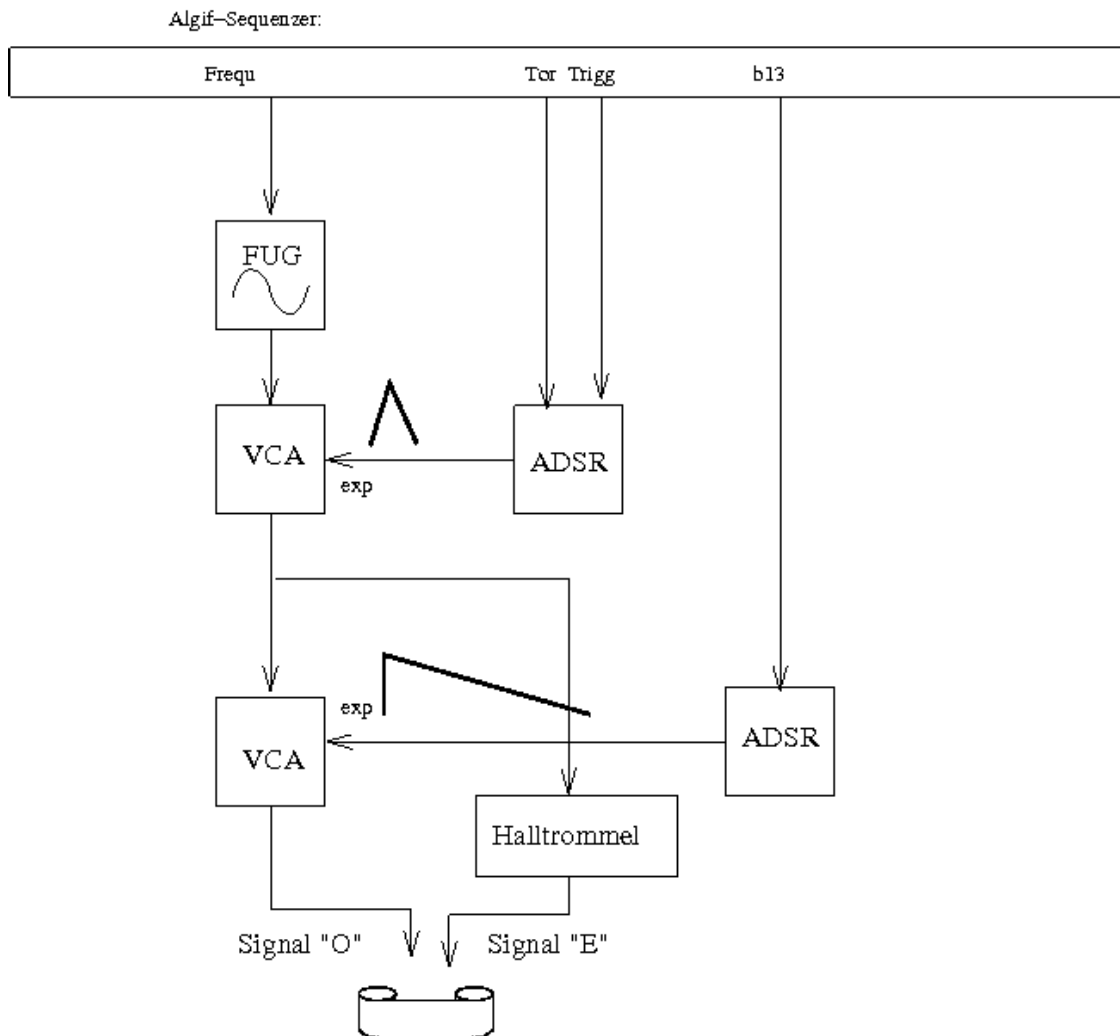 Algif–Sequenzer:
Frequ Tor Trigg b13
FUG
VCA
exp
ADSR
exp
VCA
ADSR
Halltrommel
Signal "O" Signal "E"